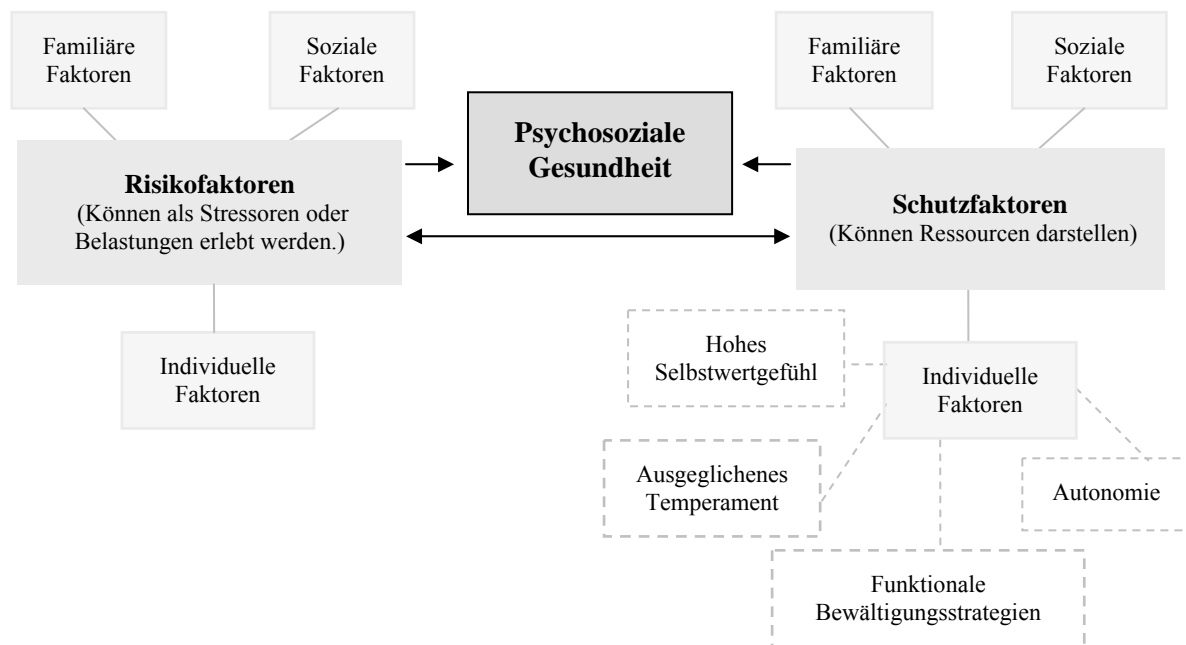 Familiäre
Faktoren
Soziale
Faktoren
Familiäre
Faktoren
Soziale
Faktoren
Psychosoziale
Gesundheit
Risikofaktoren
(Können als Stressoren oder
Belastungen erlebt werden.)
Schutzfaktoren
(Können Ressourcen darstellen)
Individuelle
Faktoren
Hohes
Selbstwertgefühl
Individuelle
Faktoren
Ausgeglichenes
Temperament
Autonomie
Funktionale
Bewältigungsstrategien